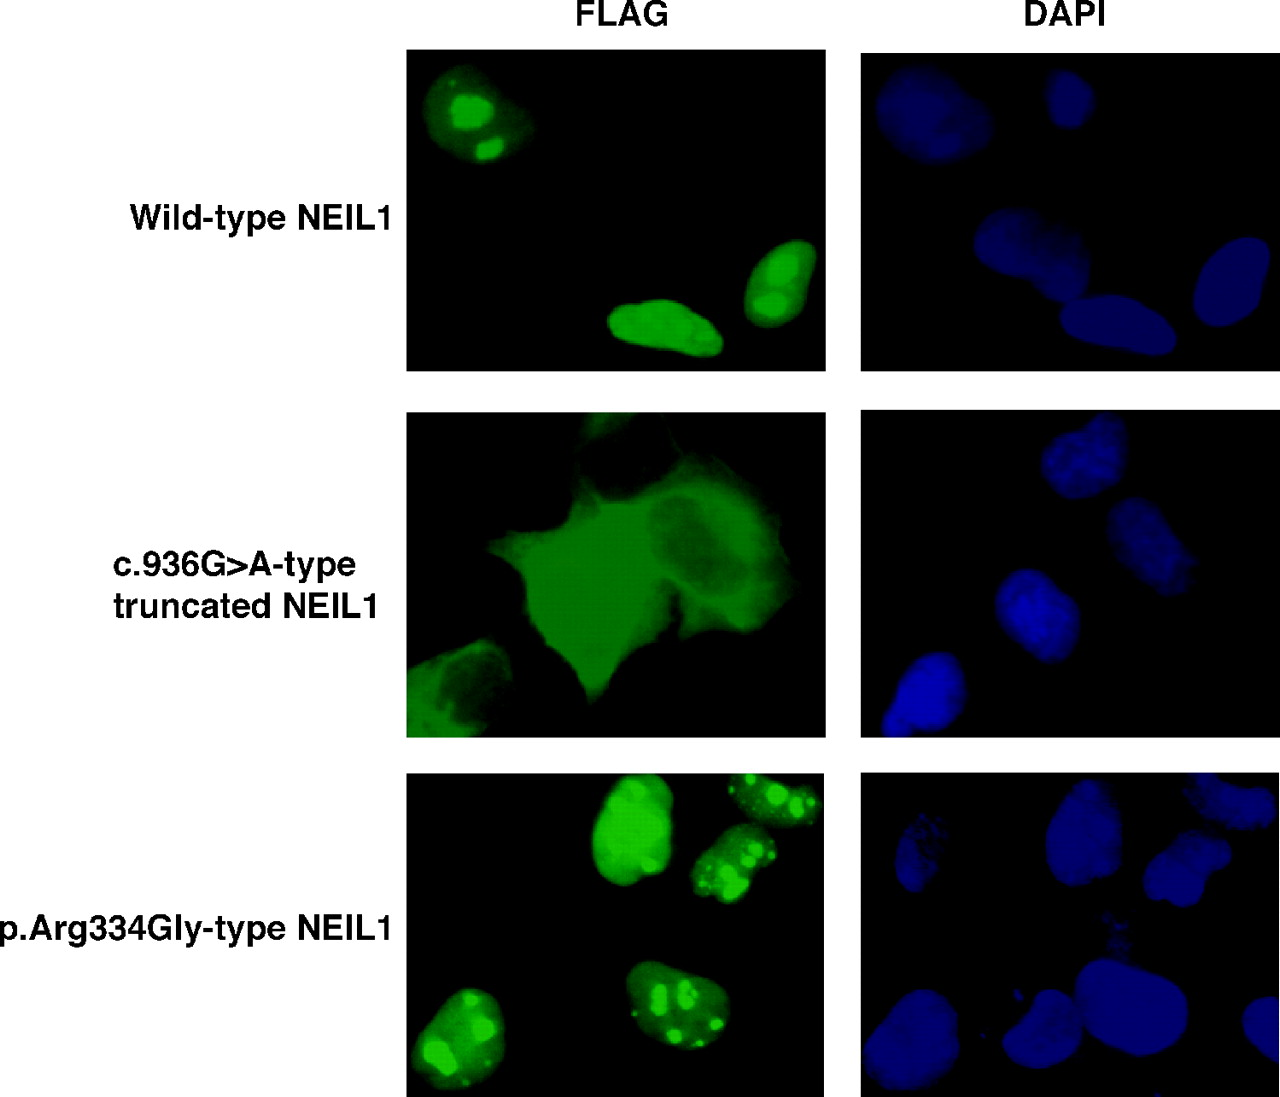 FLAG
DAPI
Wild-type NEIL1
c.936G>A-type
truncated NEIL1
p.Arg334Gly-type NEIL1